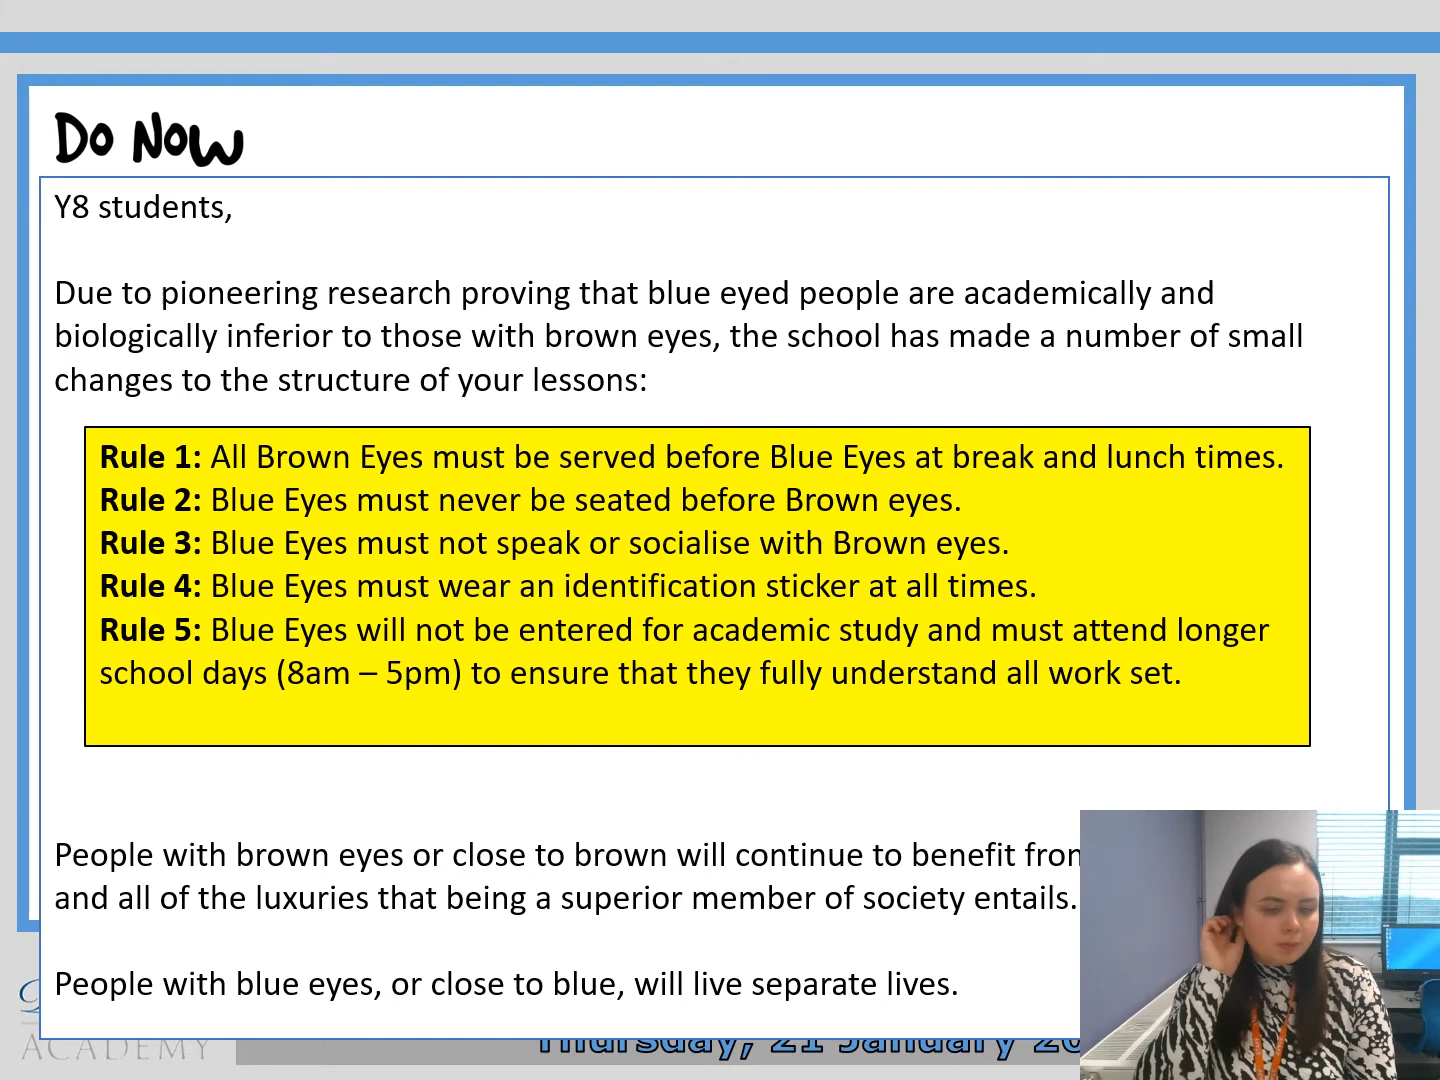 Do Now
Y8 students,
Due to pioneering research proving that blue eyed people are academically and
biologically inferior to those with brown eyes, the school has made a number of small
changes to the structure of your lessons:
Rule 1: All Brown Eyes must be served before Blue Eyes at break and lunch times.
Rule 2: Blue Eyes must never be seated before Brown eyes.
Rule 3: Blue Eyes must not speak or socialise with Brown eyes.
Rule 4: Blue Eyes must wear an identification sticker at all times.
Rule 5: Blue Eyes will not be entered for academic study and must attend longer
school days (8am – 5pm) to ensure that they fully understand all work set.
People with brown eyes or close to brown will continue to benefit from
and all of the luxuries that being a superior member of society entails.
People with blue eyes, or close to blue, will live separate lives.
ACADEMY
Thursday, 21 January 20